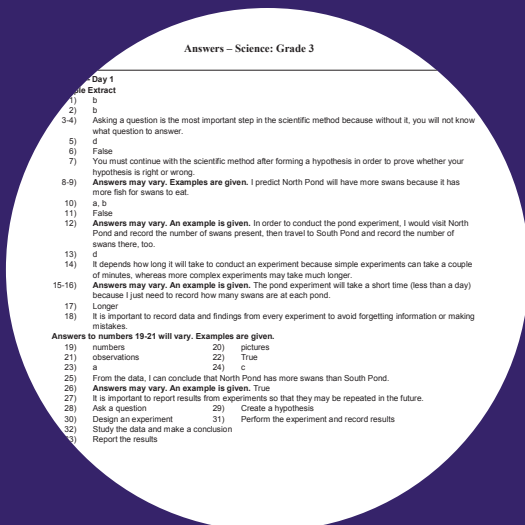 Answers – Science: Grade 3
– Day 1
Extract
1) b
2) b
3-4) Asking a question is the most important step in the scientific method because without it, you will not know
what question to answer.
5) d
6) False
7) You must continue with the scientific method after forming a hypothesis in order to prove whether your
hypothesis is right or wrong.
8-9) Answers may vary. Examples are given. I predict North Pond will have more swans because it has
more fish for swans to eat.
10) a, b
11) False
12) Answers may vary. An example is given. In order to conduct the pond experiment, I would visit North
Pond and record the number of swans present, then travel to South Pond and record the number of
swans there, too.
13) d
14) It depends how long it will take to conduct an experiment because simple experiments can take a couple
of minutes, whereas more complex experiments may take much longer.
15-16) Answers may vary. An example is given. The pond experiment will take a short time (less than a day)
because I just need to record how many swans are at each pond.
17) Longer
18) It is important to record data and findings from every experiment to avoid forgetting information or making
mistakes.
Answers to numbers 19-21 will vary. Examples are given.
19) numbers 20) pictures
21) observations 22) True
23) a 24) c
25) From the data, I can conclude that North Pond has more swans than South Pond.
26) Answers may vary. An example is given. True
27) It is important to report results from experiments so that they may be repeated in the future.
28) Ask a question 29) Create a hypothesis
30) Design an experiment 31) Perform the experiment and record results
32) Study the data and make a conclusion
33) Report the results